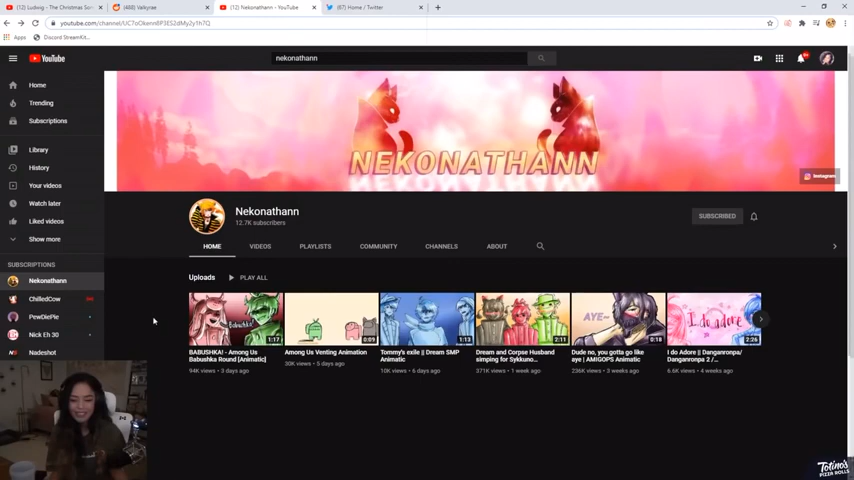 (12) Ludwig - The Christmas Son
(488) Valkyrae
(12) Nekonathann - YouTube
(67) Home / Twitter
Apps
Discord StreamKit...
YouTube
nekonathann
9+
Home
Trending
Subscriptions
Library
History
Your videos
Watch later
Liked videos
Show more
SUBSCRIPTIONS
Nekonathann
ChilledCow
PewDiePie
Nick Eh 30
Nadeshot
NEKONATHANN
Instagram
Nekonathann
12.7K subscribers
SUBSCRIBED
HOME VIDEOS PLAYLISTS COMMUNITY CHANNELS ABOUT
Uploads PLAY ALL
Babushka!
1:17
BABUSHKA! - Among Us
Babushka Round [Animatic]
94K views • 3 days ago
0:09
Among Us Venting Animation
30K views • 5 days ago
1:13
Tommy's exile || Dream SMP
Animatic
10K views • 6 days ago
2:11
Dream and Corpse Husband
simping for Sykkuno...
371K views • 1 week ago
AYE~
0:18
Dude no, you gotta go like
aye | AMIGOPS Animatic
236K views • 3 weeks ago
I do adore
2:26
I do Adore || Danganronpa/
Danganronpa 2 /
6.6K views • 4 weeks ago
Totino's
PIZZA ROLLS